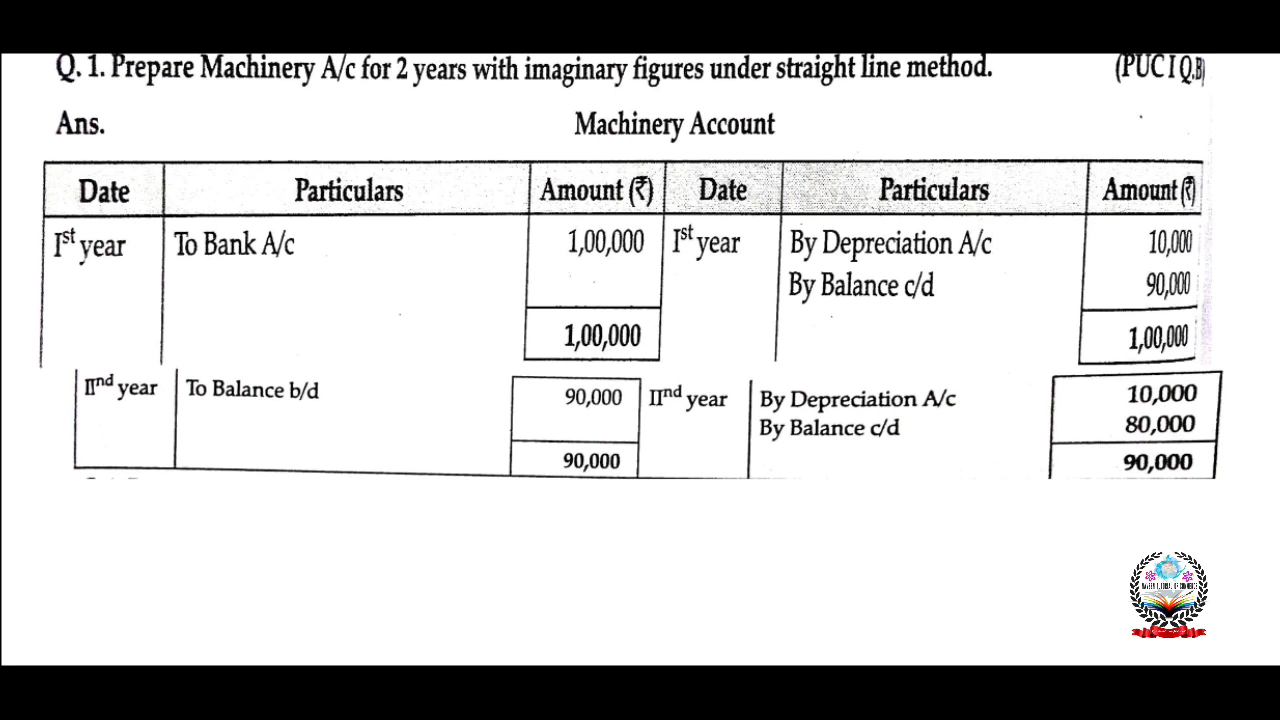 Q. 1. Prepare Machinery A/c for 2 years with imaginary figures under straight line method. (PUC I Q.B)
Ans. Machinery Account
Date Particulars Amount (₹) Date Particulars Amount (₹)
Ist year To Bank A/c 1,00,000 Ist year By Depreciation A/c 10,000
By Balance c/d 90,000
1,00,000 1,00,000
IInd year To Balance b/d 90,000 IInd year By Depreciation A/c 10,000
By Balance c/d 80,000
90,000 90,000